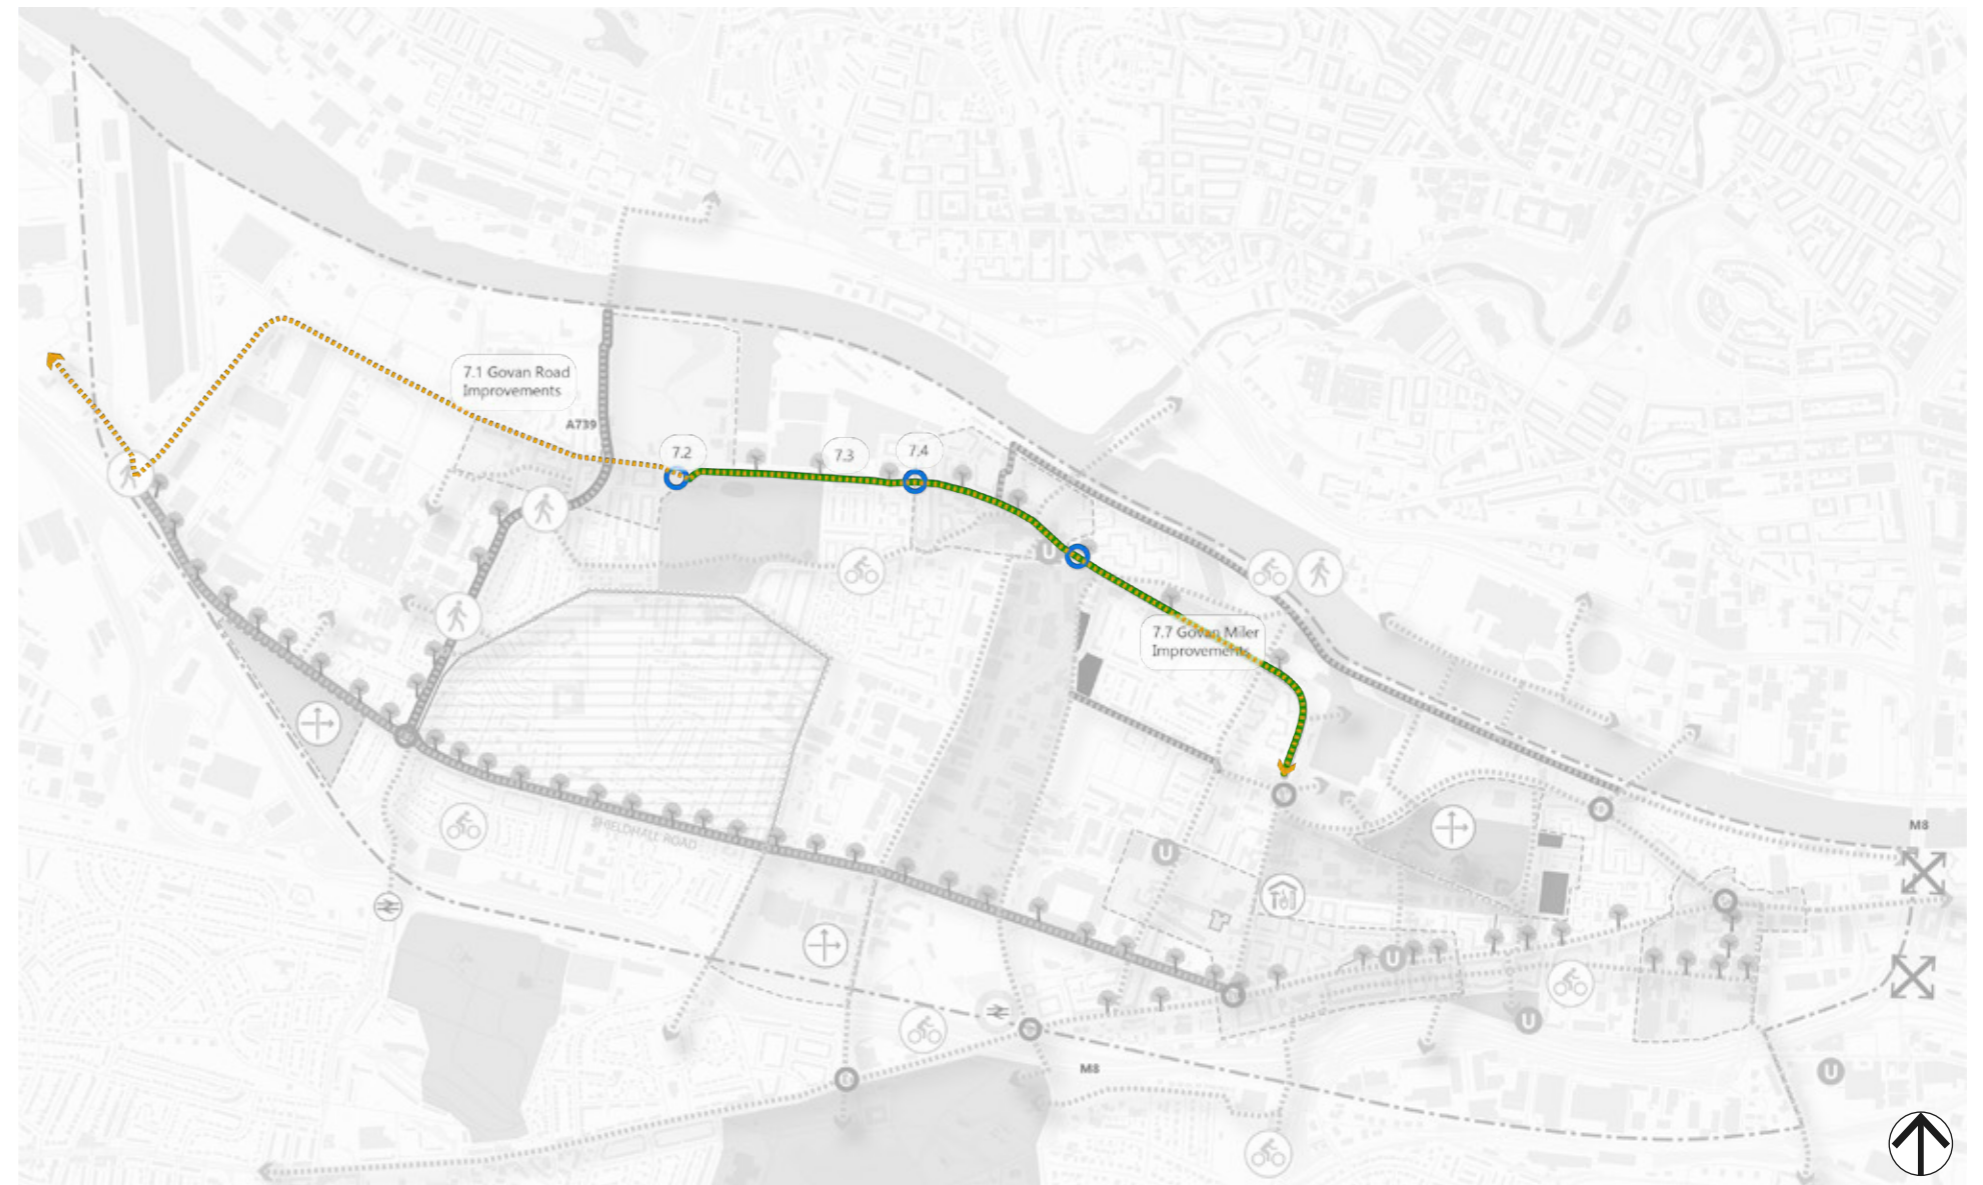 7.1 Govan Road
Improvements
A739
7.2
7.3
7.4
U
7.7 Govan Miler
Improvements
SHIELDHALL ROAD
U
M8
U
U
M8
U